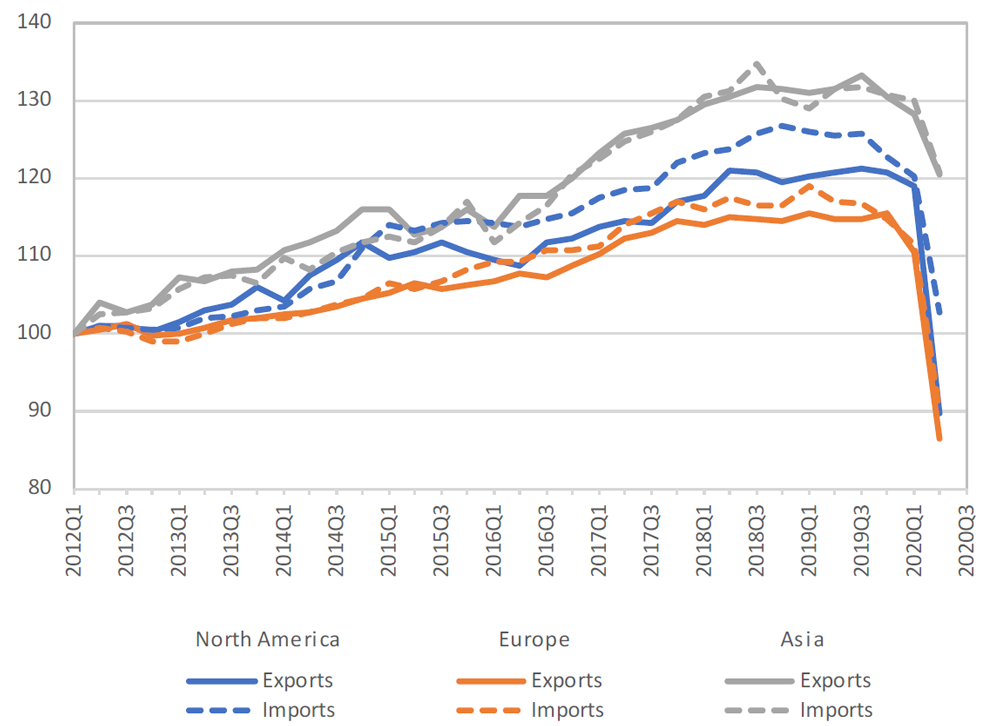 140
130
120
110
100
90
80
2012Q1
2012Q3
2013Q1
2013Q3
2014Q1
2014Q3
2015Q1
2015Q3
2016Q1
2016Q3
2017Q1
2017Q3
2018Q1
2018Q3
2019Q1
2019Q3
2020Q1
2020Q3
North America Europe Asia
Exports Exports Exports
Imports Imports Imports